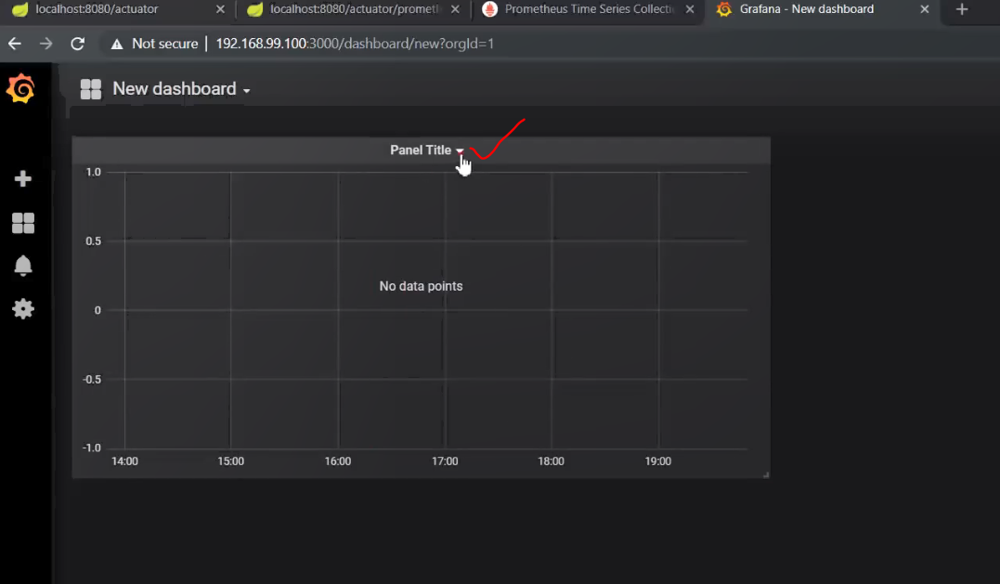 localhost:8080/actuator
localhost:8080/actuator/prometh
Prometheus Time Series Collecti
Grafana - New dashboard
Not secure
192.168.99.100:3000/dashboard/new?orgId=1
New dashboard
Panel Title
1.0
0.5
No data points
0
-0.5
-1.0
14:00 15:00 16:00 17:00 18:00 19:00